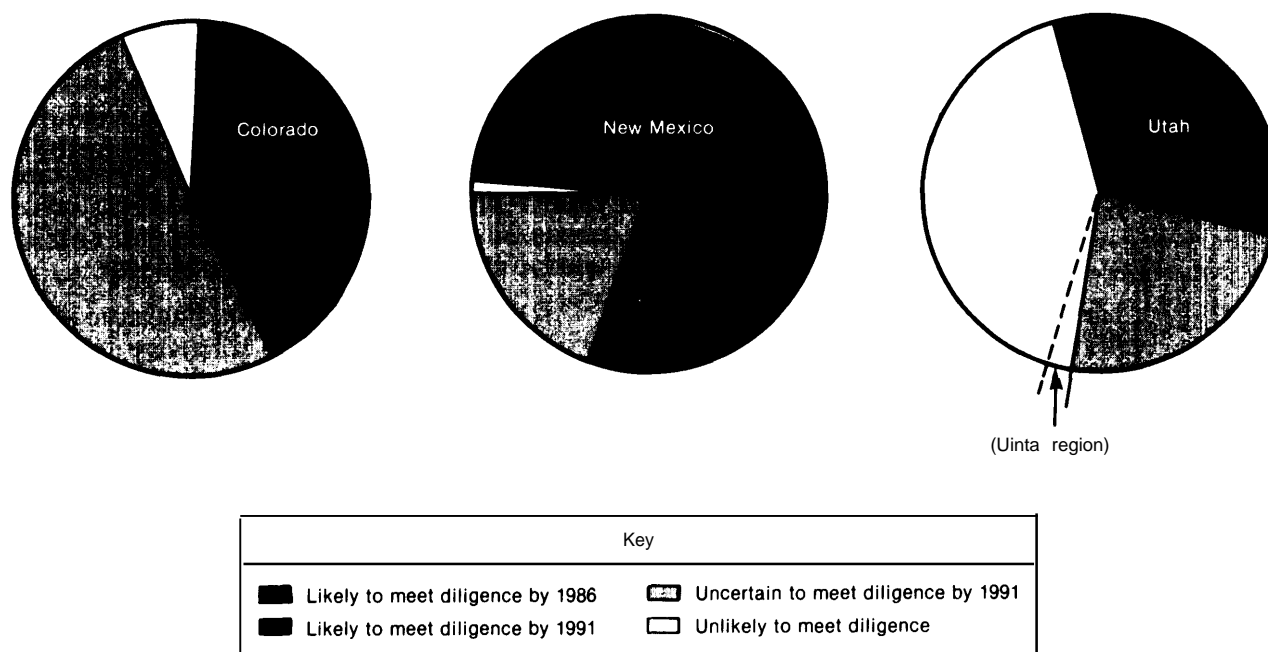 Colorado
New Mexico
Utah
(Uinta region)
Key
Likely to meet diligence by 1986
Uncertain to meet diligence by 1991
Likely to meet diligence by 1991
Unlikely to meet diligence